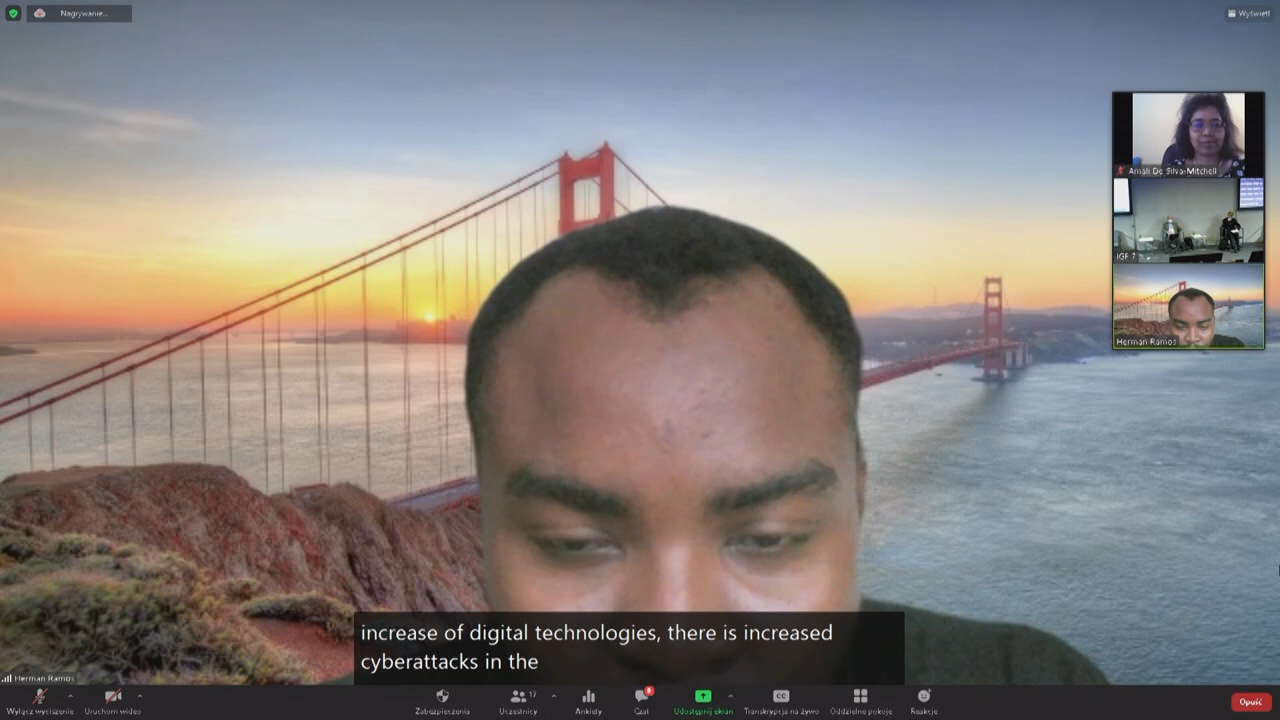 Nagrywanie...
Wyświetl
Amali De Silva-Mitchell
IGF 7
Herman Ramos
increase of digital technologies, there is increased
cyberattacks in the
Herman Ramos
Wyłącz wyciszenie
Uruchom wideo
Zabezpieczenia
17
Uczestnicy
Ankiety
8
Czat
Udostępnij ekran
CC
Transkrypcja na żywo
Oddzielne pokoje
Reakcje
Opuść